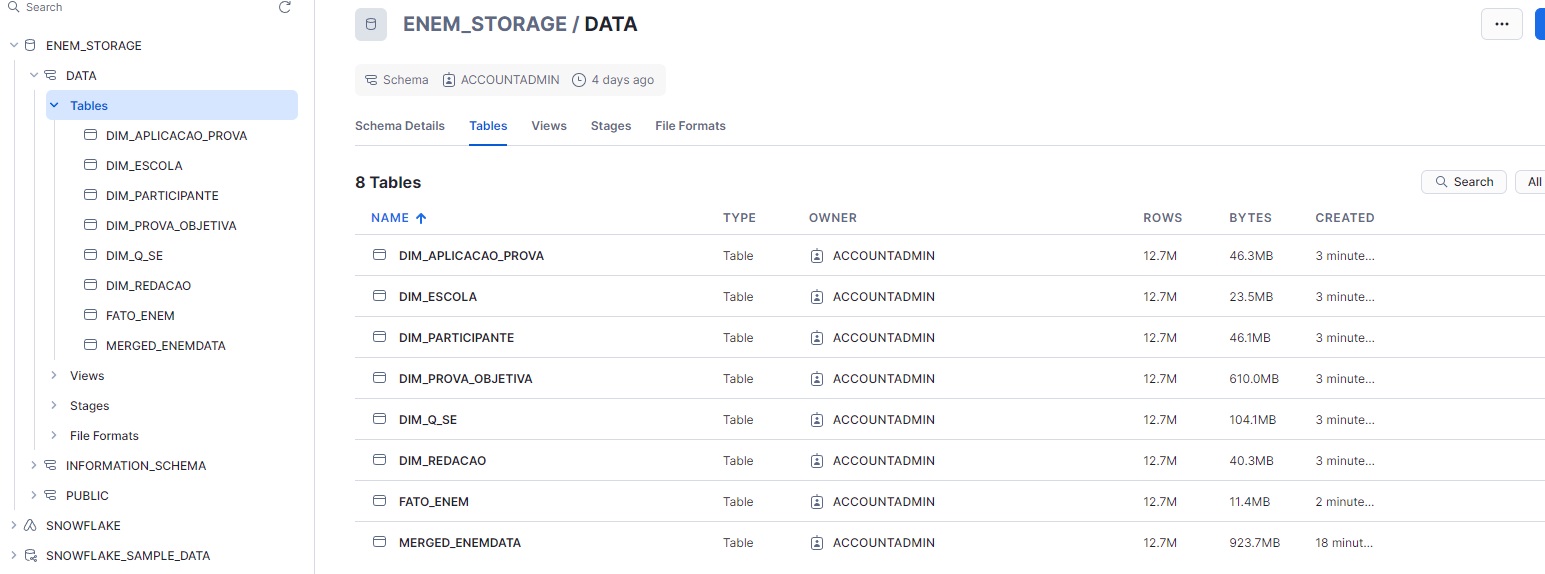 Search
ENEM_STORAGE
DATA
Tables
DIM_APLICACAO_PROVA
DIM_ESCOLA
DIM_PARTICIPANTE
DIM_PROVA_OBJETIVA
DIM_Q_SE
DIM_REDACAO
FATO_ENEM
MERGED_ENEMDATA
Views
Stages
File Formats
INFORMATION_SCHEMA
PUBLIC
SNOWFLAKE
SNOWFLAKE_SAMPLE_DATA
ENEM_STORAGE / DATA
Schema ACCOUNTADMIN 4 days ago
Schema Details Tables Views Stages File Formats
8 Tables Search All
NAME TYPE OWNER ROWS BYTES CREATED
DIM_APLICACAO_PROVA Table ACCOUNTADMIN 12.7M 46.3MB 3 minute...
DIM_ESCOLA Table ACCOUNTADMIN 12.7M 23.5MB 3 minute...
DIM_PARTICIPANTE Table ACCOUNTADMIN 12.7M 46.1MB 3 minute...
DIM_PROVA_OBJETIVA Table ACCOUNTADMIN 12.7M 610.0MB 3 minute...
DIM_Q_SE Table ACCOUNTADMIN 12.7M 104.1MB 3 minute...
DIM_REDACAO Table ACCOUNTADMIN 12.7M 40.3MB 3 minute...
FATO_ENEM Table ACCOUNTADMIN 12.7M 11.4MB 2 minute...
MERGED_ENEMDATA Table ACCOUNTADMIN 12.7M 923.7MB 18 minut...